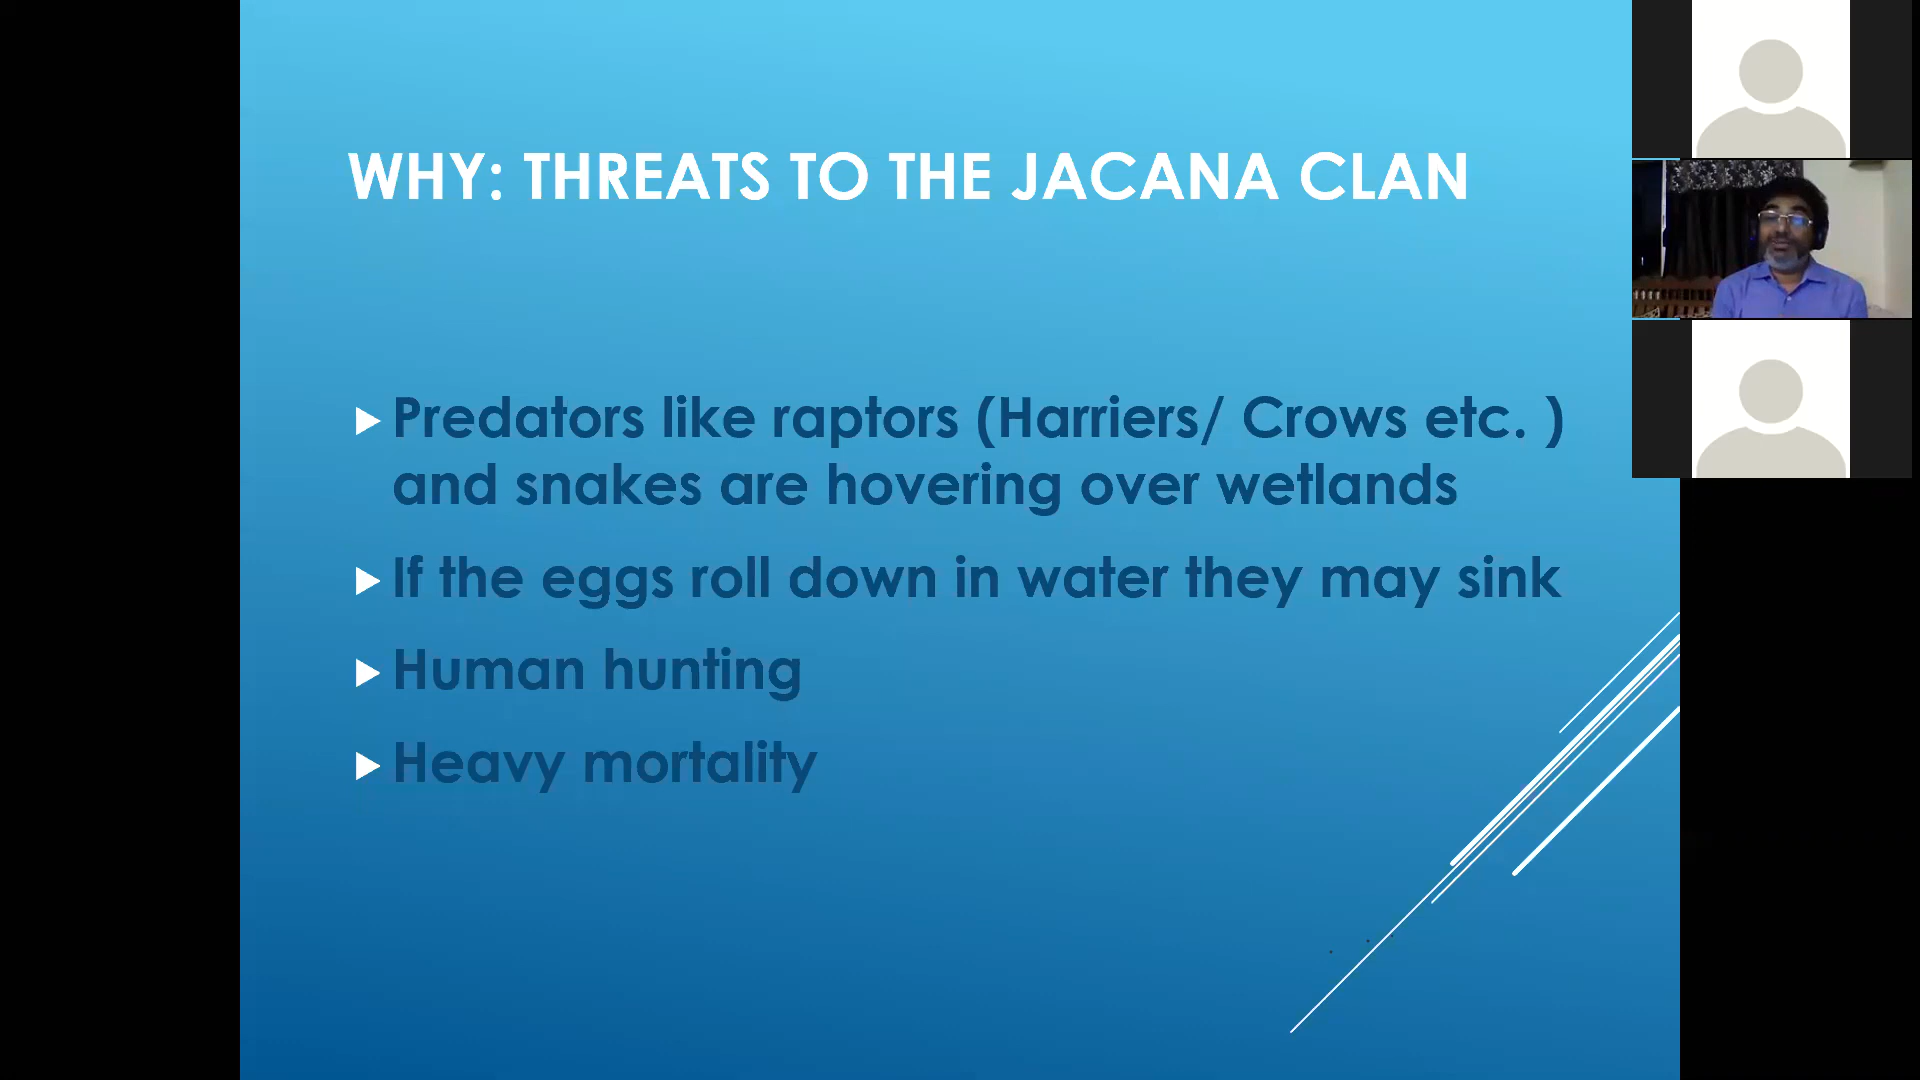 WHY: THREATS TO THE JACANA CLAN
Predators like raptors (Harriers/ Crows etc. )
and snakes are hovering over wetlands
If the eggs roll down in water they may sink
Human hunting
Heavy mortality